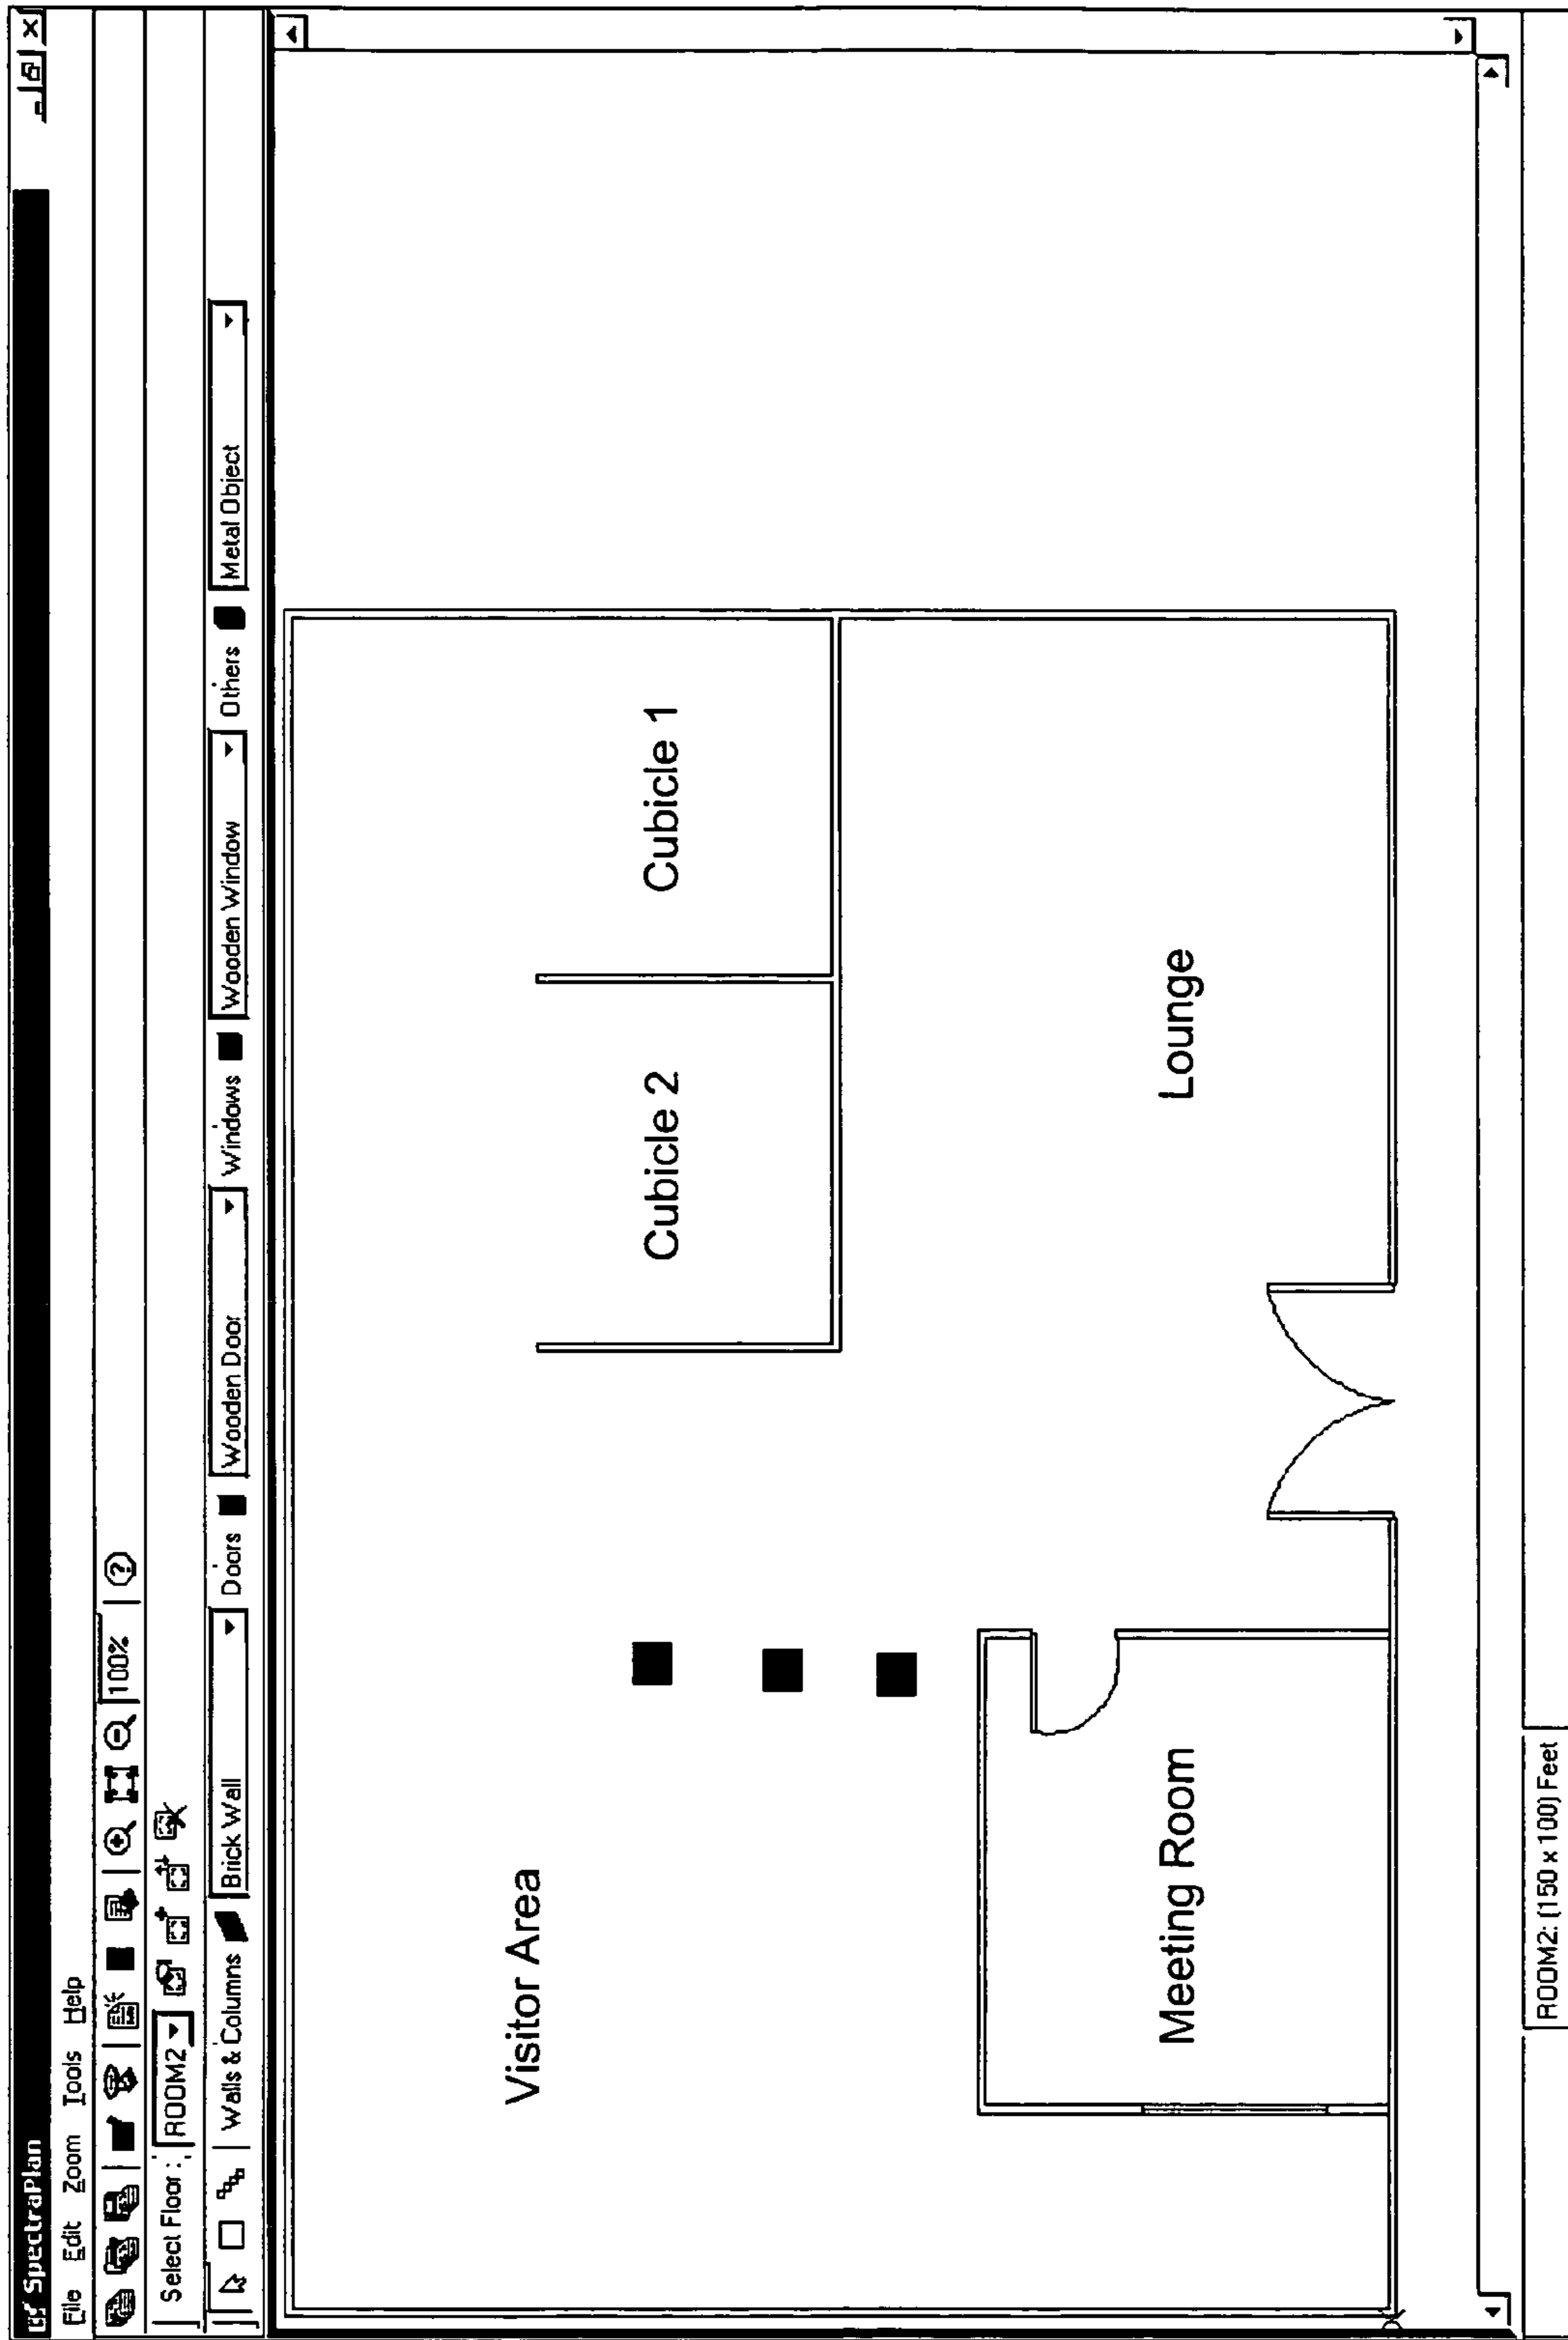 SpectraPlan
File Edit Zoom Tools Help
100%
Select Floor : ROOM2
Walls & Columns Brick Wall Doors Wooden Door Windows Wooden Window Others Metal Object
Visitor Area
Cubicle 2 Cubicle 1
Meeting Room Lounge
ROOM2: (150 x 100) Feet